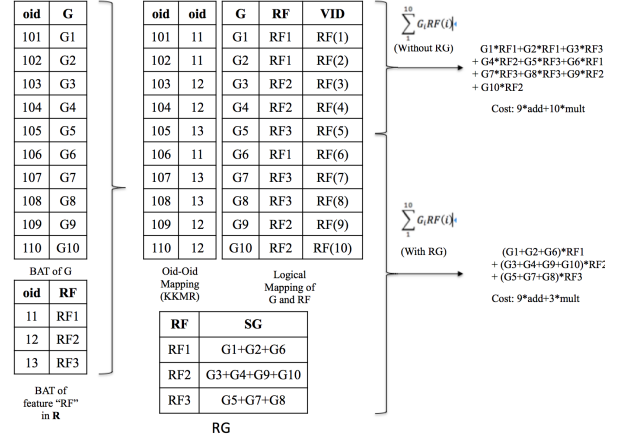 oid G
101 G1
102 G2
103 G3
104 G4
105 G5
106 G6
107 G7
108 G8
109 G9
110 G10
BAT of G
oid RF
11 RF1
12 RF2
13 RF3
BAT of
feature “RF”
in R
oid oid
101 11
102 11
103 12
104 12
105 13
106 11
107 13
108 13
109 12
110 12
Oid-Oid
Mapping
(KKMR)
G RF VID
G1 RF1 RF(1)
G2 RF1 RF(2)
G3 RF2 RF(3)
G4 RF2 RF(4)
G5 RF3 RF(5)
G6 RF1 RF(6)
G7 RF3 RF(7)
G8 RF3 RF(8)
G9 RF2 RF(9)
G10 RF2 RF(10)
Logical
Mapping of
G and RF
RF SG
RF1 G1+G2+G6
RF2 G3+G4+G9+G10
RF3 G5+G7+G8
RG
10
∑ GᵢRF(i)
1
(Without RG)
G1*RF1+G2*RF1+G3*RF3
+ G4*RF2+G5*RF3+G6*RF1
+ G7*RF3+G8*RF3+G9*RF2
+ G10*RF2
Cost: 9*add+10*mult
10
∑ GᵢRF(i)
1
(With RG)
(G1+G2+G6)*RF1
+ (G3+G4+G9+G10)*RF2
+ (G5+G7+G8)*RF3
Cost: 9*add+3*mult